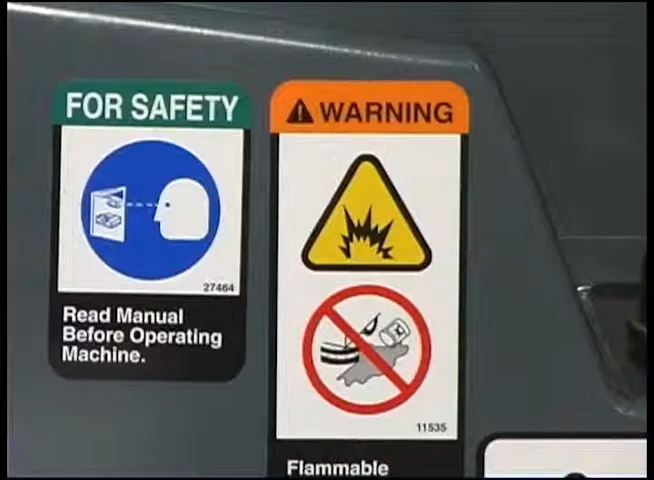 FOR SAFETY
27464
Read Manual
Before Operating
Machine.
WARNING
11535
Flammable